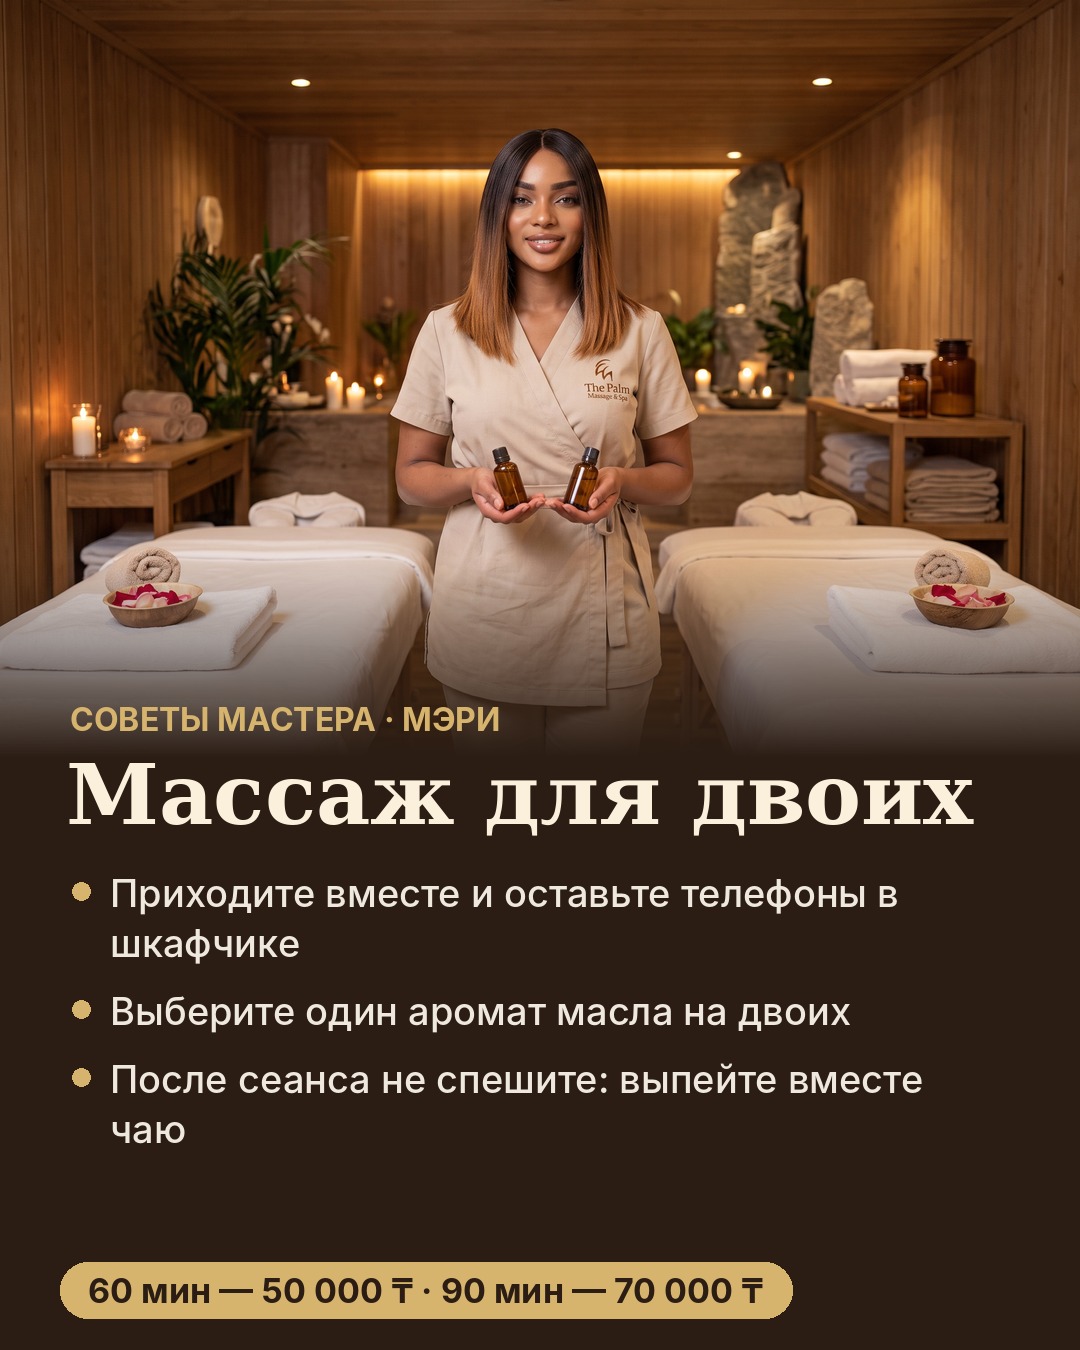 The Palm
Massage & Spa
СОВЕТЫ МАСТЕРА · МЭРИ
Массаж для двоих
Приходите вместе и оставьте телефоны в
шкафчике
Выберите один аромат масла на двоих
После сеанса не спешите: выпейте вместе
чаю
60 мин — 50 000 ₸ · 90 мин — 70 000 ₸